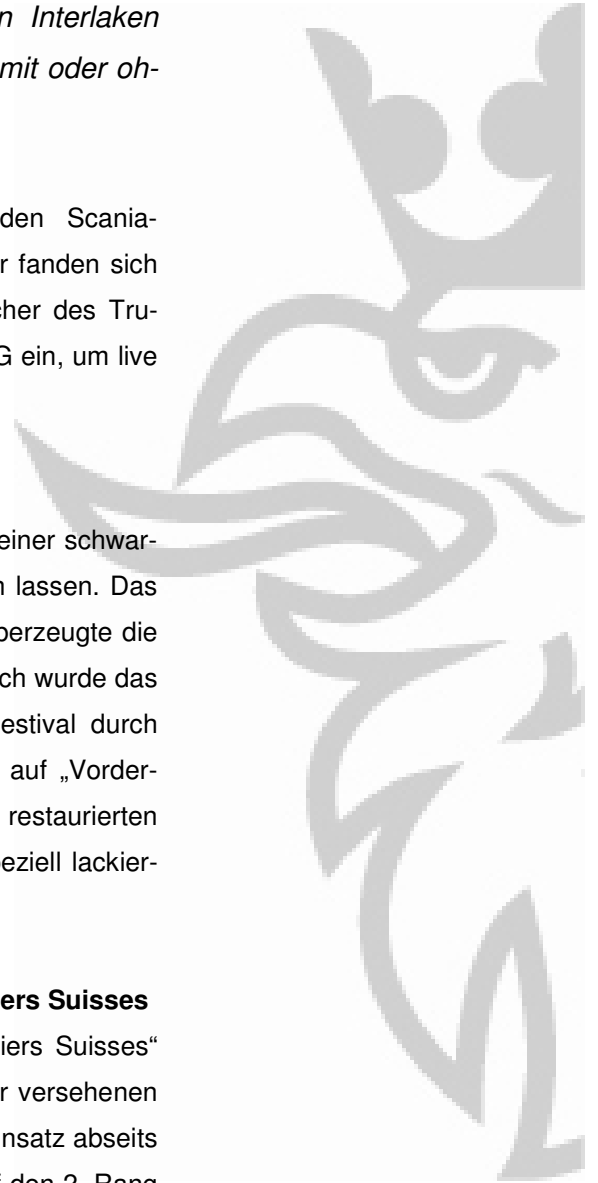 n Interlaken
mit oder oh-
den Scania-
r fanden sich
cher des Tru-
G ein, um live
einer schwar-
n lassen. Das
berzeugte die
ch wurde das
estival durch
auf „Vorder-
restaurierten
eziell lackier-
ers Suisses
iers Suisses“
r versehenen
nsatz abseits
f den 2. Rang